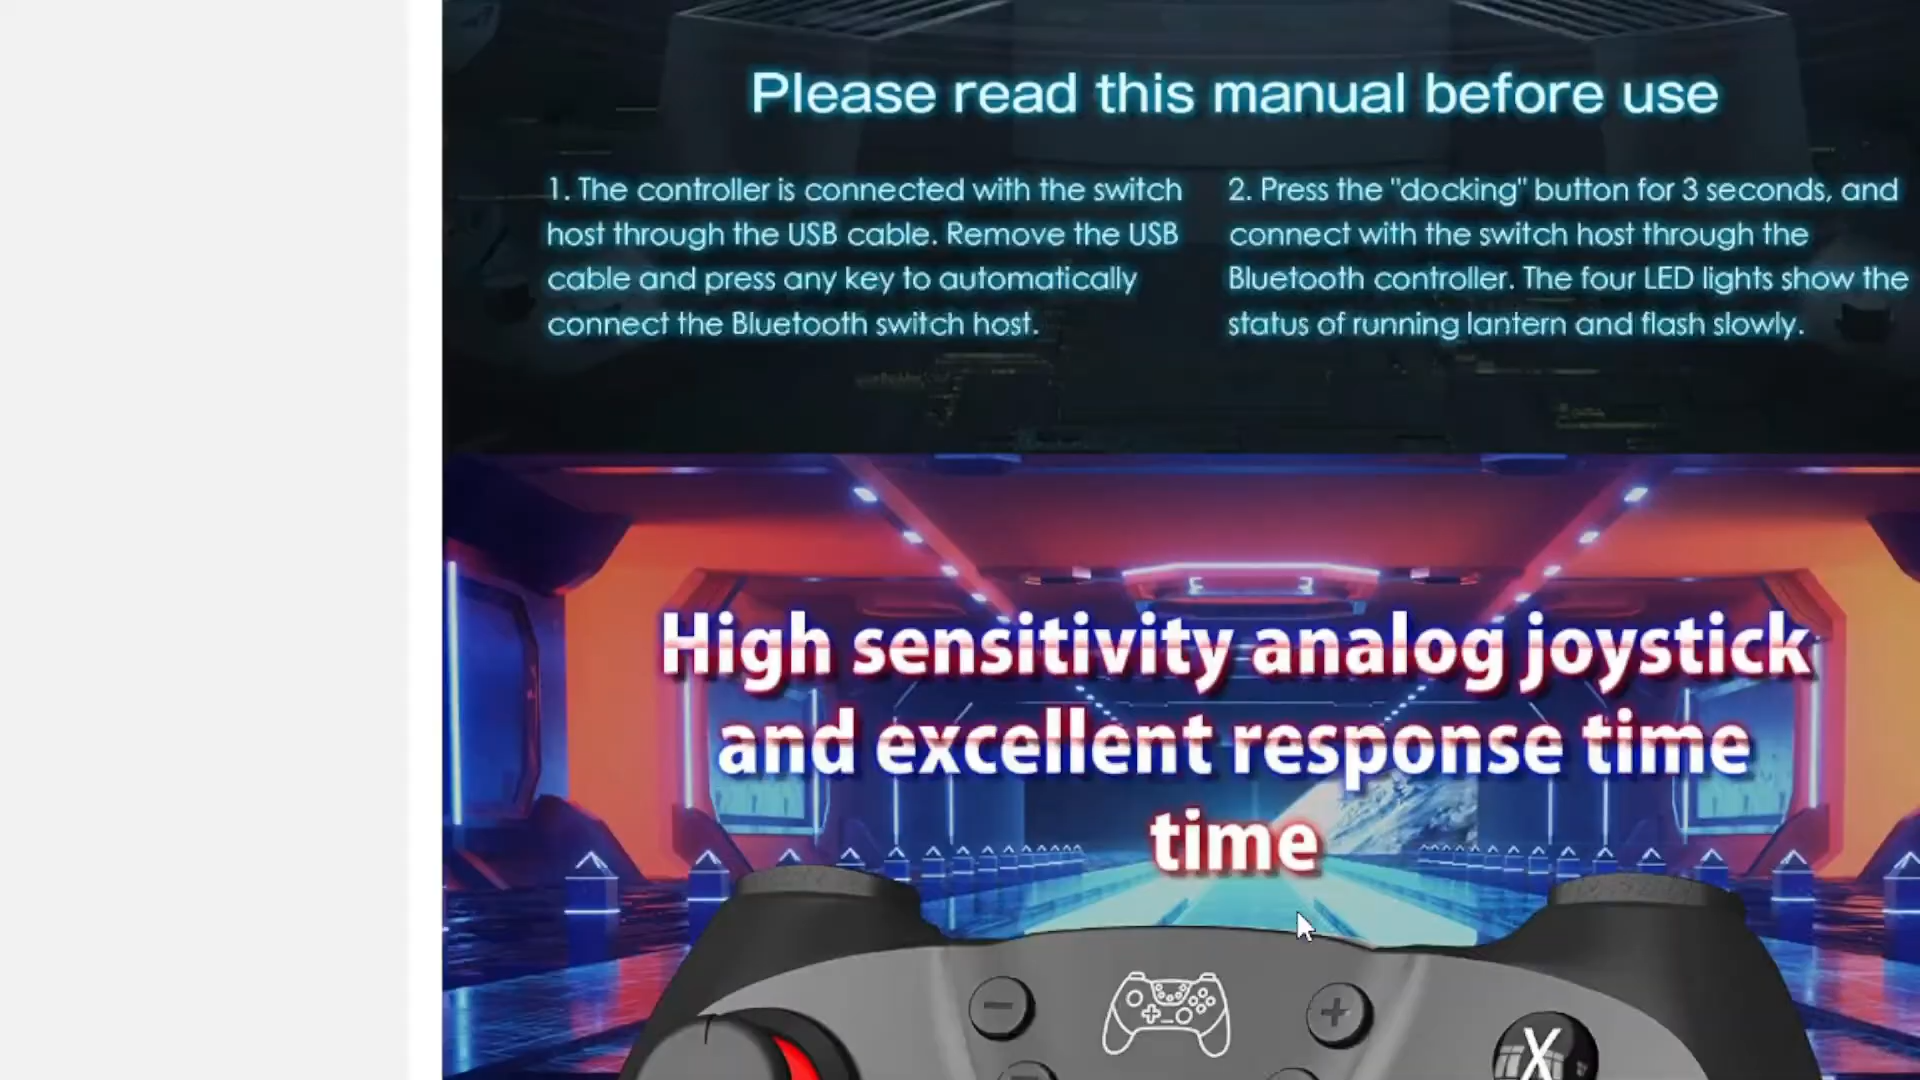 Please read this manual before use
1. The controller is connected with the switch
host through the USB cable. Remove the USB
cable and press any key to automatically
connect the Bluetooth switch host.
2. Press the "docking" button for 3 seconds, and
connect with the switch host through the
Bluetooth controller. The four LED lights show the
status of running lantern and flash slowly.
High sensitivity analog joystick
and excellent response time
time
X